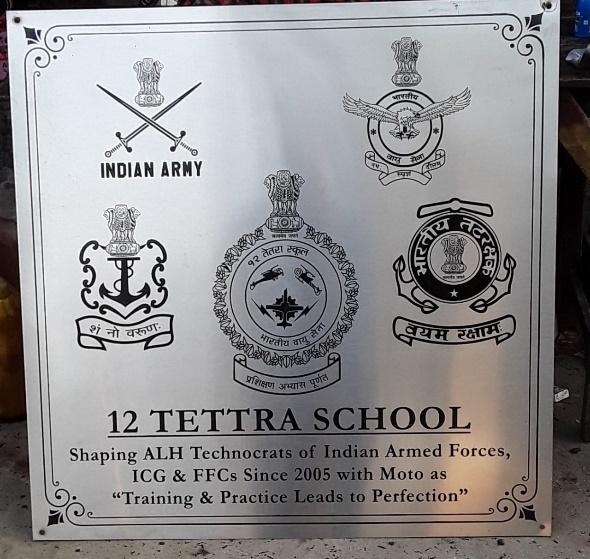 INDIAN ARMY
भारतीय
वायु सेना
शं नो वरुणः
१२ तेतरा स्कूल
भारतीय वायु सेना
प्रशिक्षण अभ्यास पूर्णत
भारतीय तटरक्षक
वयम रक्षामः
12 TETTRA SCHOOL
Shaping ALH Technocrats of Indian Armed Forces,
ICG & FFCs Since 2005 with Moto as
“Training & Practice Leads to Perfection”